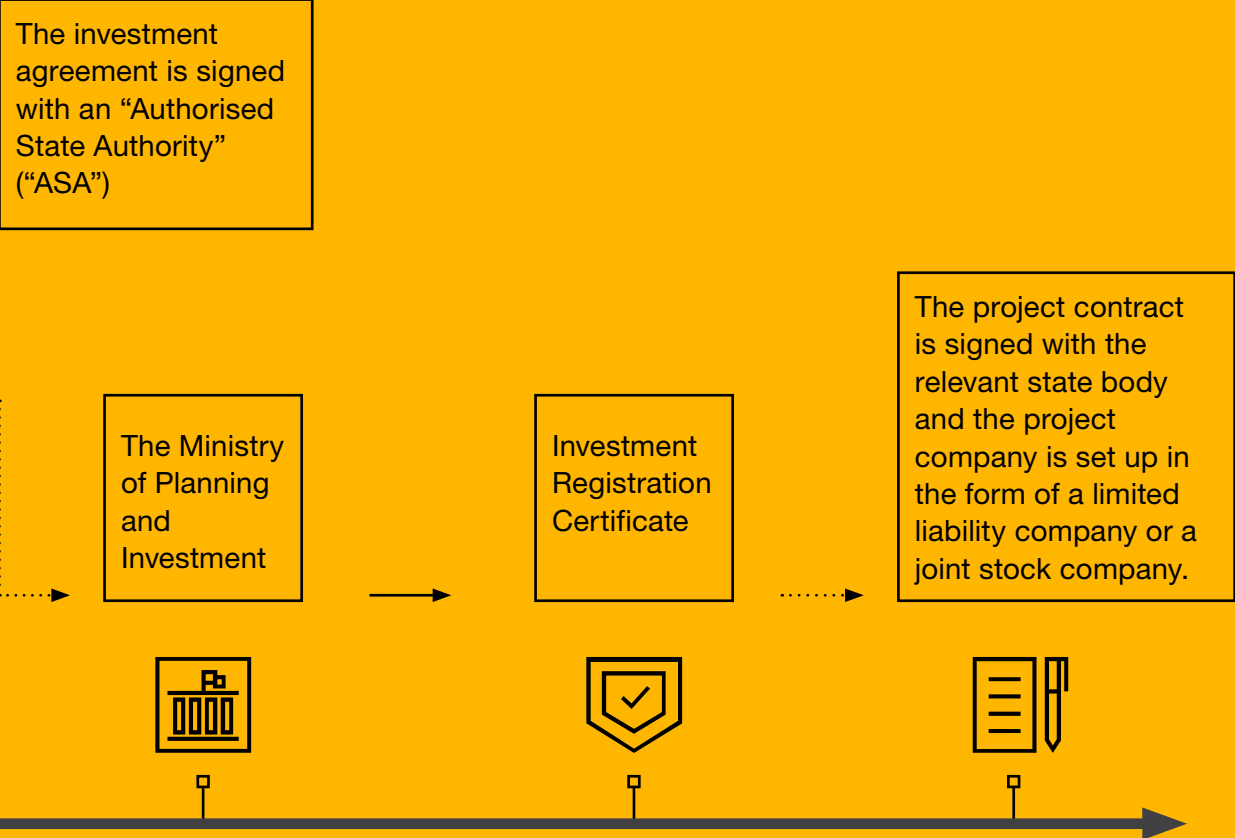 The investment
agreement is signed
with an “Authorised
State Authority”
(“ASA”)
The Ministry
of Planning
and
Investment
Investment
Registration
Certificate
The project contract
is signed with the
relevant state body
and the project
company is set up in
the form of a limited
liability company or a
joint stock company.